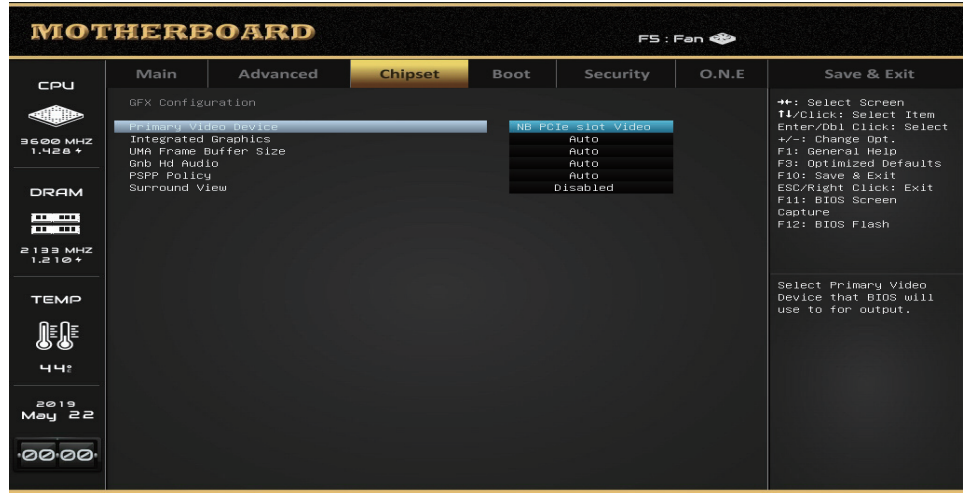 MOTHERBOARD
F5 : Fan
CPU
3600 MHZ
1.428 +
DRAM
2133 MHZ
1.210 +
TEMP
44°
2019
May 22
00:00
Main Advanced Chipset Boot Security O.N.E Save & Exit
GFX Configuration
Primary Video Device NB PCIe slot Video
Integrated Graphics Auto
UMA Frame Buffer Size Auto
Gnb Hd Audio Auto
PSPP Policy Auto
Surround View Disabled
→←: Select Screen
↑↓/Click: Select Item
Enter/Dbl Click: Select
+/-: Change Opt.
F1: General Help
F3: Optimized Defaults
F10: Save & Exit
ESC/Right Click: Exit
F11: BIOS Screen
Capture
F12: BIOS Flash
Select Primary Video
Device that BIOS will
use to for output.